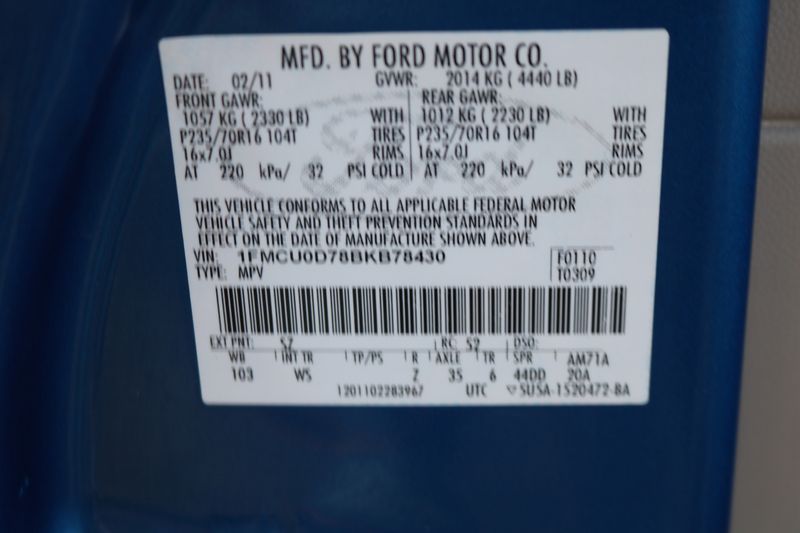 MFD. BY FORD MOTOR CO.
DATE: 02/11 GVWR: 2014 KG ( 4440 LB)
FRONT GAWR: REAR GAWR:
1057 KG ( 2330 LB) WITH 1012 KG ( 2230 LB) WITH
P235/70R16 104T TIRES P235/70R16 104T TIRES
16x7.0J RIMS 16x7.0J RIMS
AT 220 kPa/ 32 PSI COLD AT 220 kPa/ 32 PSI COLD
THIS VEHICLE CONFORMS TO ALL APPLICABLE FEDERAL MOTOR
VEHICLE SAFETY AND THEFT PREVENTION STANDARDS IN
EFFECT ON THE DATE OF MANUFACTURE SHOWN ABOVE.
VIN: 1FMCU0D78BKB78430 F0110
TYPE: MPV T0309
EXT PNT: SZ RC: 52 DSO:
WB INT TR TP/PS R AXLE TR SPR AM71A
103 WS Z 35 6 44DD 20A
1201102283967 UTC ▽SU5A-1520472-BA